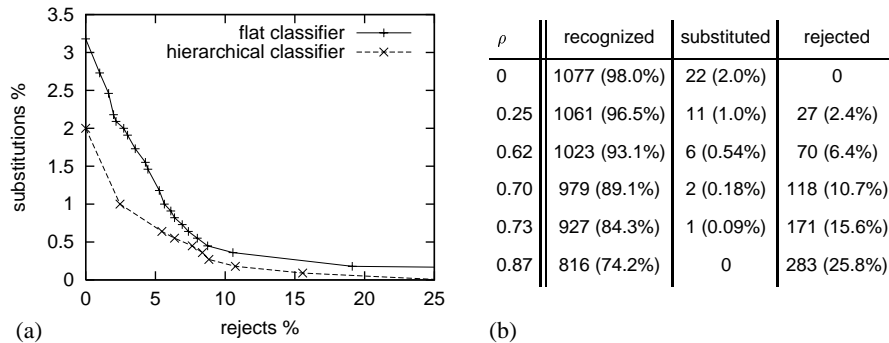 3.5
3
2.5
2
1.5
1
0.5
0
substitutions %
flat classifier
hierarchical classifier
0 5 10 15 20 25
rejects %
(a)
ρ recognized substituted rejected
0 1077 (98.0%) 22 (2.0%) 0
0.25 1061 (96.5%) 11 (1.0%) 27 (2.4%)
0.62 1023 (93.1%) 6 (0.54%) 70 (6.4%)
0.70 979 (89.1%) 2 (0.18%) 118 (10.7%)
0.73 927 (84.3%) 1 (0.09%) 171 (15.6%)
0.87 816 (74.2%) 0 283 (25.8%)
(b)